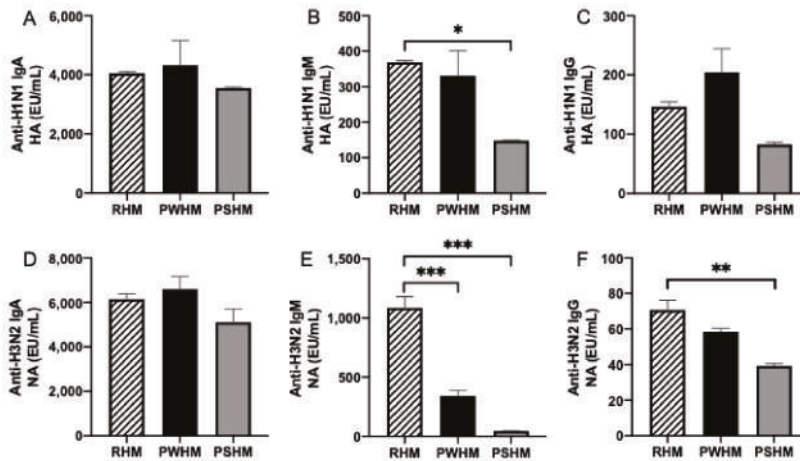 A
Anti-H1N1 IgA
HA (EU/mL)
6,000
4,000
2,000
0
RHM PWHM PSHM
B
Anti-H1N1 IgM
HA (EU/mL)
500
400
300
200
100
0
*
RHM PWHM PSHM
C
Anti-H1N1 IgG
HA (EU/mL)
300
200
100
0
RHM PWHM PSHM
D
Anti-H3N2 IgA
NA (EU/mL)
8,000
6,000
4,000
2,000
0
RHM PWHM PSHM
E
Anti-H3N2 IgM
NA (EU/mL)
1,500
1,000
500
0
***
***
RHM PWHM PSHM
F
Anti-H3N2 IgG
NA (EU/mL)
100
80
60
40
20
0
**
RHM PWHM PSHM